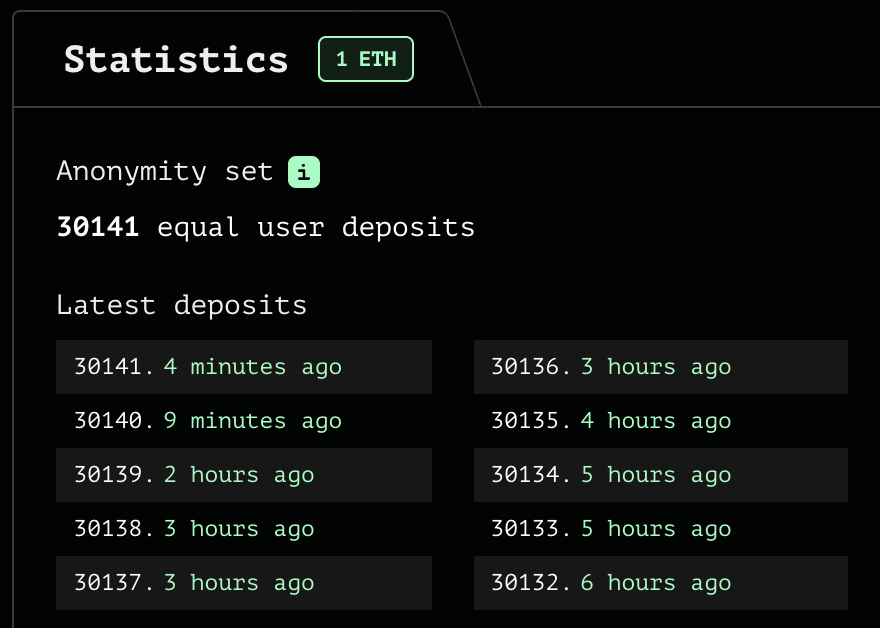 Statistics 1 ETH
Anonymity set i
30141 equal user deposits
Latest deposits
30141. 4 minutes ago
30140. 9 minutes ago
30139. 2 hours ago
30138. 3 hours ago
30137. 3 hours ago
30136. 3 hours ago
30135. 4 hours ago
30134. 5 hours ago
30133. 5 hours ago
30132. 6 hours ago